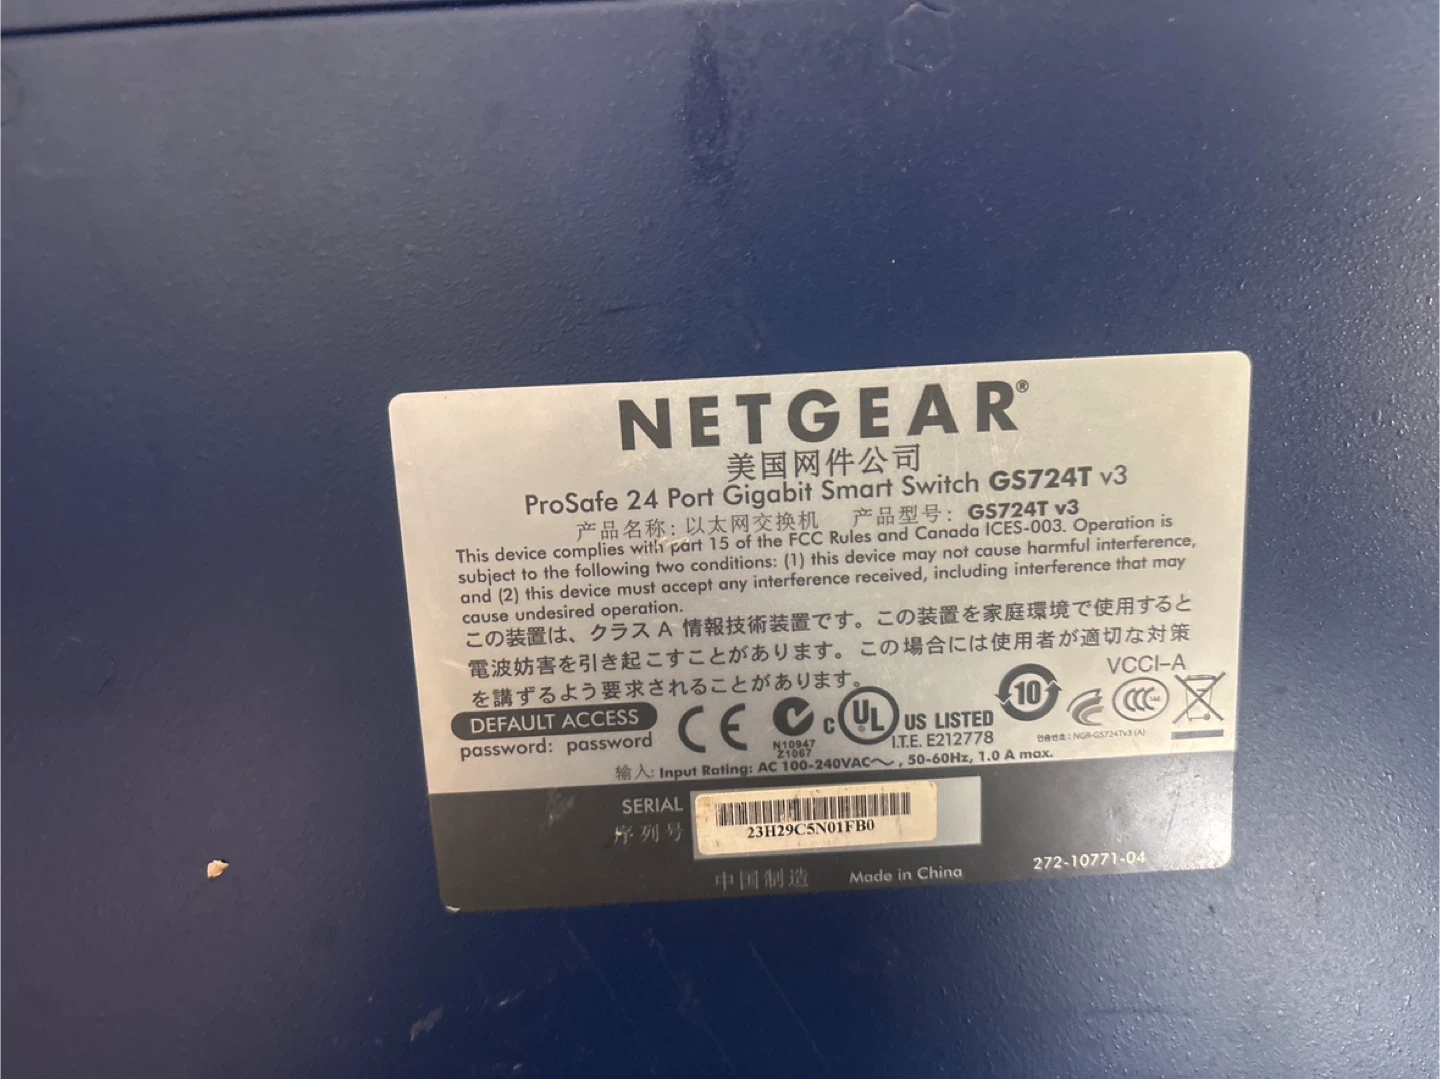 NETGEAR®
美国网件公司
ProSafe 24 Port Gigabit Smart Switch GS724T v3
产品名称: 以太网交换机 产品型号: GS724T v3
This device complies with part 15 of the FCC Rules and Canada ICES-003. Operation is
subject to the following two conditions: (1) this device may not cause harmful interference,
and (2) this device must accept any interference received, including interference that may
cause undesired operation.
この装置は、クラス A 情報技術装置です。この装置を家庭環境で使用すると
電波妨害を引き起こすことがあります。この場合には使用者が適切な対策
を講ずるよう要求されることがあります。
VCCI-A
DEFAULT ACCESS
password: password
CE
N10947
Z1067
c UL® US LISTED
I.T.E. E212778
10
CCC
인증번호: NGR-GS724Tv3 (A)
输入: Input Rating: AC 100-240VAC～, 50-60Hz, 1.0 A max.
SERIAL
序列号
23H29C5N01FB0
中国制造 Made in China
272-10771-04